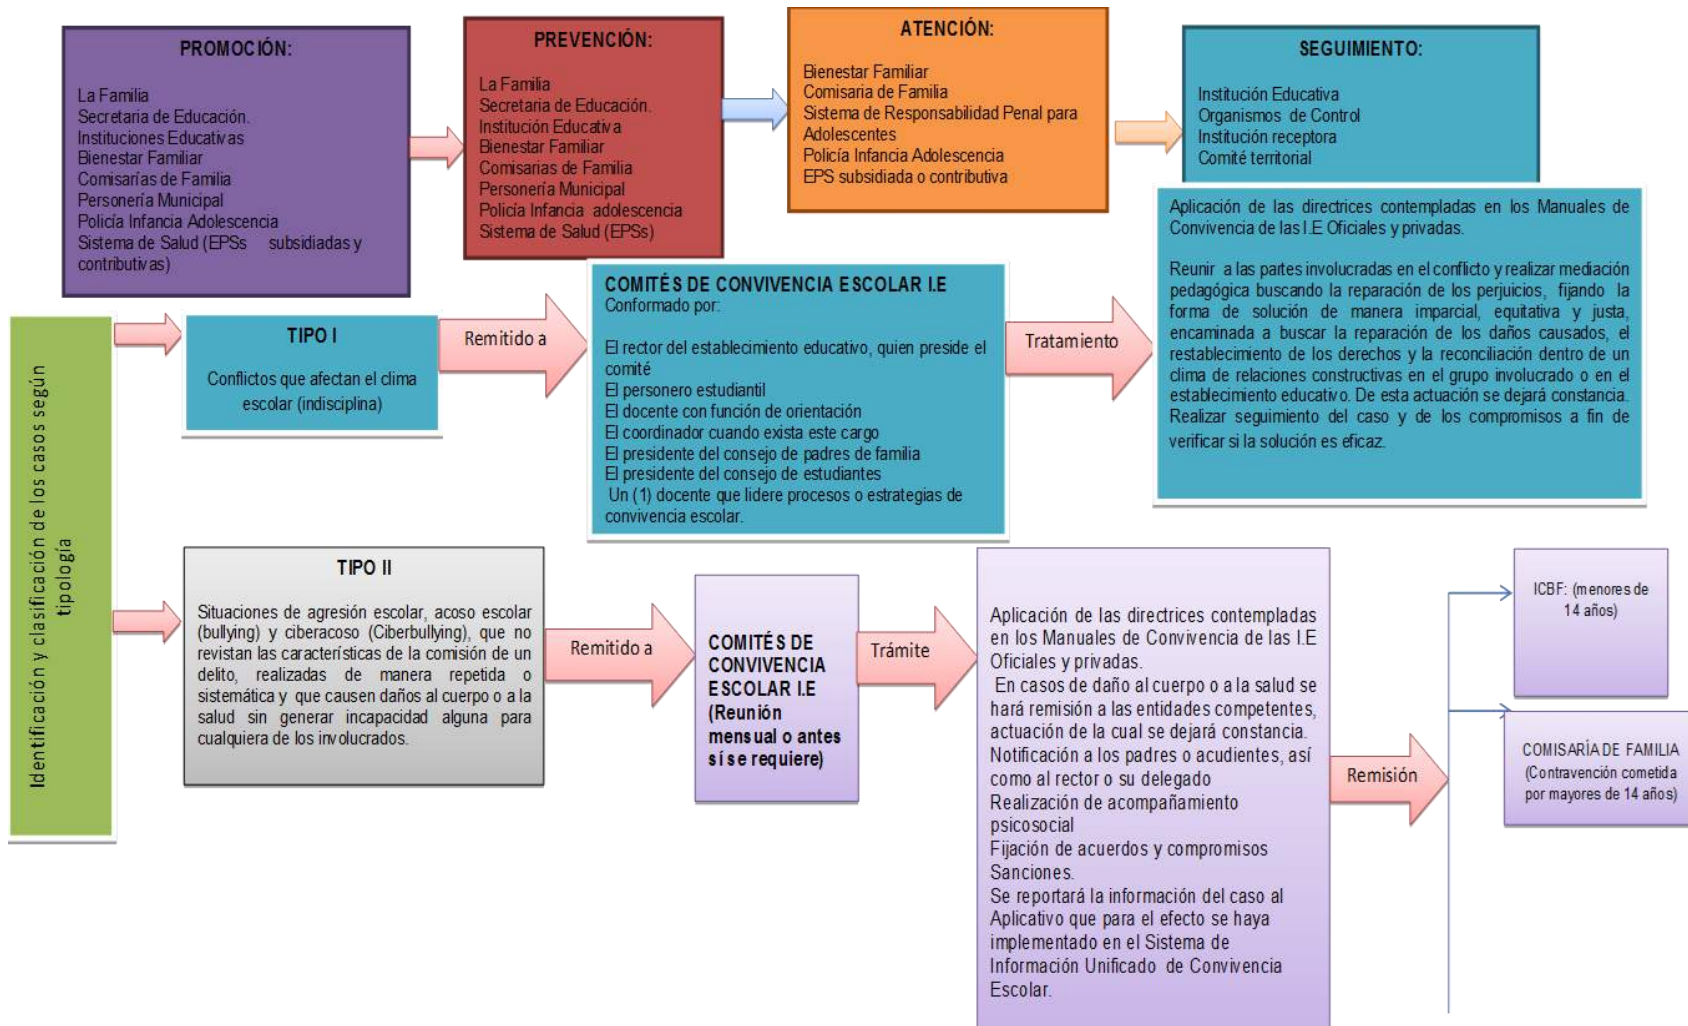 PROMOCIÓN:
La Familia
Secretaria de Educación.
Instituciones Educativas
Bienestar Familiar
Comisarías de Familia
Personería Municipal
Policía Infancia Adolescencia
Sistema de Salud (EPSs subsidiadas y
contributivas)
PREVENCIÓN:
La Familia
Secretaria de Educación.
Institución Educativa
Bienestar Familiar
Comisarias de Familia
Personería Municipal
Policía Infancia adolescencia
Sistema de Salud (EPSs)
ATENCIÓN:
Bienestar Familiar
Comisaria de Familia
Sistema de Responsabilidad Penal para
Adolescentes
Policía Infancia Adolescencia
EPS subsidiada o contributiva
SEGUIMIENTO:
Institución Educativa
Organismos de Control
Institución receptora
Comité territorial
Identificación y clasificación de los casos según
tipología
TIPO I
Conflictos que afectan el clima
escolar (indisciplina)
Remitido a
COMITÉS DE CONVIVENCIA ESCOLAR I.E
Conformado por:
El rector del establecimiento educativo, quien preside el
comité
El personero estudiantil
El docente con función de orientación
El coordinador cuando exista este cargo
El presidente del consejo de padres de familia
El presidente del consejo de estudiantes
Un (1) docente que lidere procesos o estrategias de
convivencia escolar.
Tratamiento
Aplicación de las directrices contempladas en los Manuales de
Convivencia de las I.E Oficiales y privadas.
Reunir a las partes involucradas en el conflicto y realizar mediación
pedagógica buscando la reparación de los perjuicios, fijando la
forma de solución de manera imparcial, equitativa y justa,
encaminada a buscar la reparación de los daños causados, el
restablecimiento de los derechos y la reconciliación dentro de un
clima de relaciones constructivas en el grupo involucrado o en el
establecimiento educativo. De esta actuación se dejará constancia.
Realizar seguimiento del caso y de los compromisos a fin de
verificar si la solución es eficaz.
TIPO II
Situaciones de agresión escolar, acoso escolar
(bullying) y ciberacoso (Ciberbullying), que no
revistan las características de la comisión de un
delito, realizadas de manera repetida o
sistemática y que causen daños al cuerpo o a la
salud sin generar incapacidad alguna para
cualquiera de los involucrados.
Remitido a
COMITÉS DE
CONVIVENCIA
ESCOLAR I.E
(Reunión
mensual o antes
sí se requiere)
Trámite
Aplicación de las directrices contempladas
en los Manuales de Convivencia de las I.E
Oficiales y privadas.
En casos de daño al cuerpo o a la salud se
hará remisión a las entidades competentes,
actuación de la cual se dejará constancia.
Notificación a los padres o acudientes, así
como al rector o su delegado
Realización de acompañamiento
psicosocial
Fijación de acuerdos y compromisos
Sanciones.
Se reportará la información del caso al
Aplicativo que para el efecto se haya
implementado en el Sistema de
Información Unificado de Convivencia
Escolar.
Remisión
ICBF: (menores de
14 años)
COMISARÌA DE FAMILIA
(Contravención cometida
por mayores de 14 años)